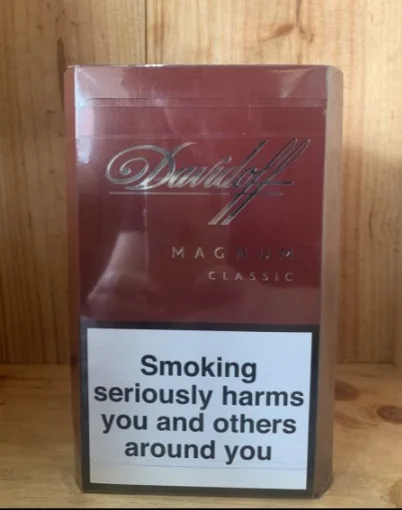 Davidoff
MAGNUM
CLASSIC
Smoking
seriously harms
you and others
around you